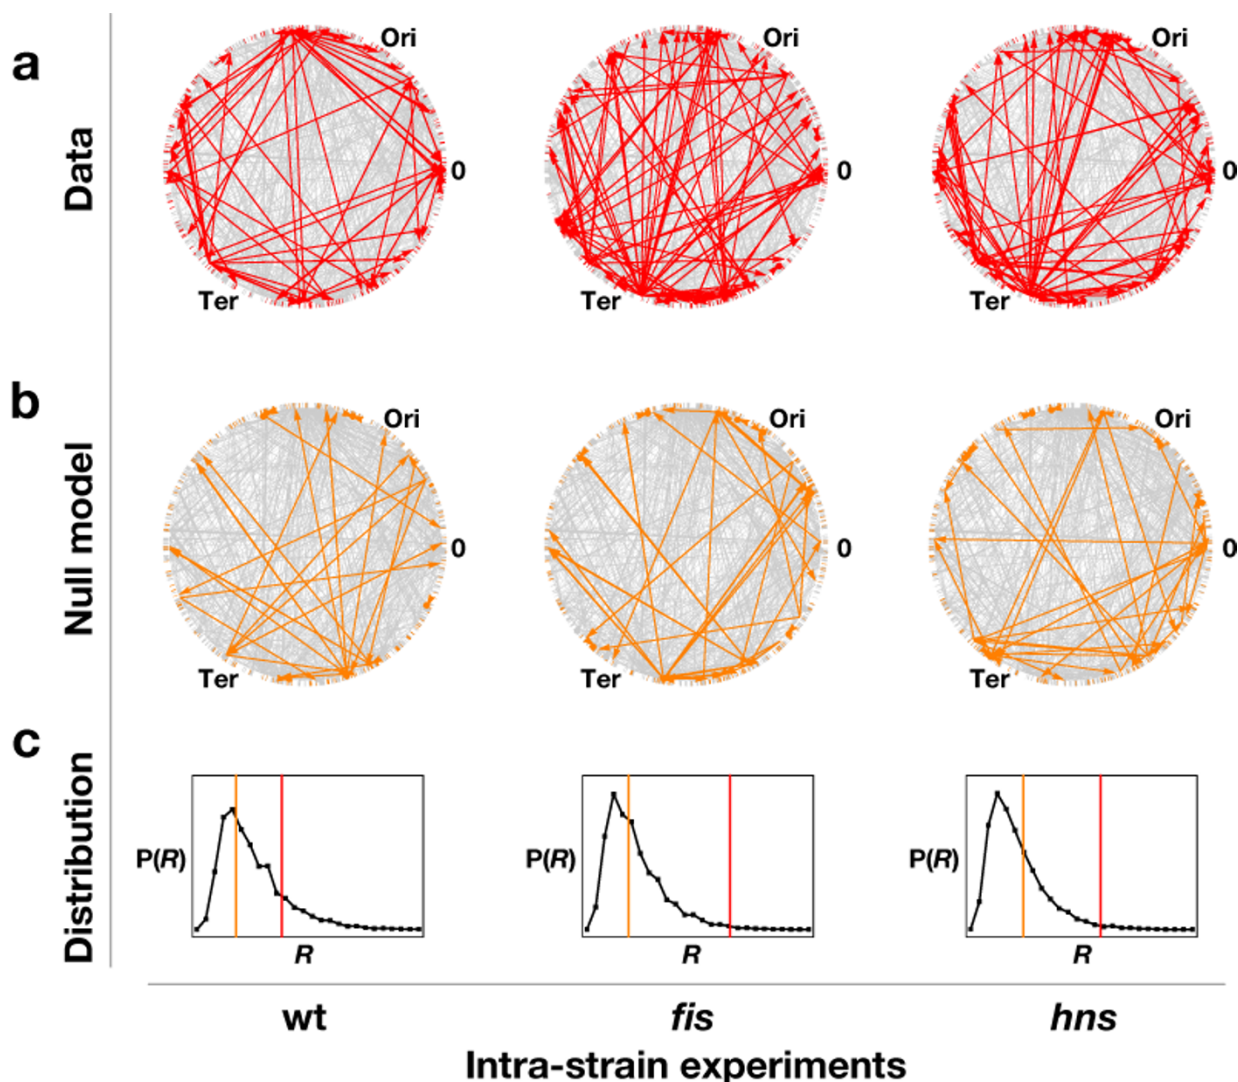 a
Data
Ori
0
Ter
Ori
0
Ter
Ori
0
Ter
b
Null model
Ori
0
Ter
Ori
0
Ter
Ori
0
Ter
c
Distribution
P(R)
R
P(R)
R
P(R)
R
wt
fis
hns
Intra-strain experiments